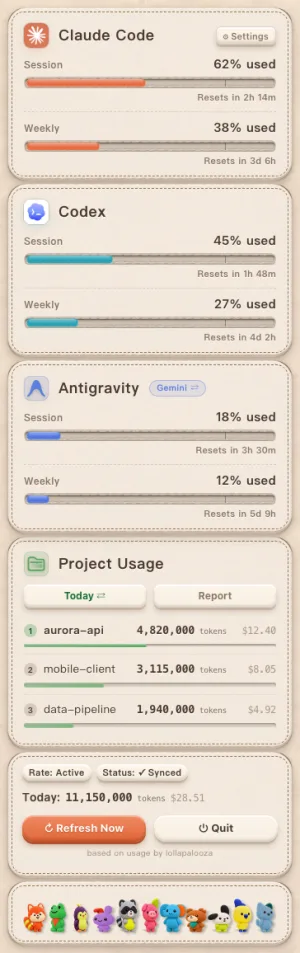 Claude Code
⚙ Settings
Session 62% used
Resets in 2h 14m
Weekly 38% used
Resets in 3d 6h
Codex
Session 45% used
Resets in 1h 48m
Weekly 27% used
Resets in 4d 2h
Antigravity Gemini ⇄
Session 18% used
Resets in 3h 30m
Weekly 12% used
Resets in 5d 9h
Project Usage
Today ⇄ Report
1 aurora-api 4,820,000 tokens $12.40
2 mobile-client 3,115,000 tokens $8.05
3 data-pipeline 1,940,000 tokens $4.92
Rate: Active Status: ✓ Synced
Today: 11,150,000 tokens $28.51
↻ Refresh Now ⏻ Quit
based on usage by lollapalooza